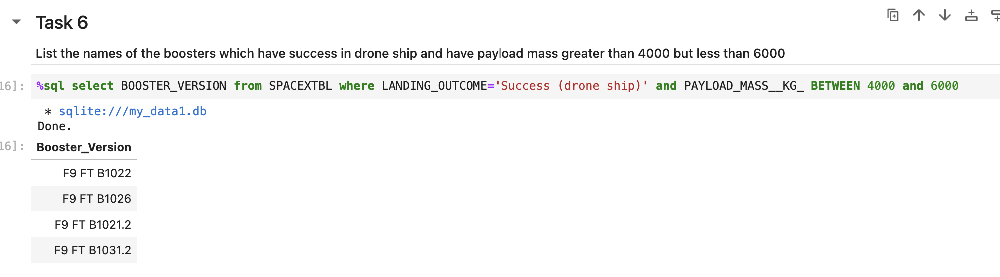 Task 6
List the names of the boosters which have success in drone ship and have payload mass greater than 4000 but less than 6000
16]: %sql select BOOSTER_VERSION from SPACEXTBL where LANDING_OUTCOME='Success (drone ship)' and PAYLOAD_MASS__KG_ BETWEEN 4000 and 6000
* sqlite:///my_data1.db
Done.
16]: Booster_Version
F9 FT B1022
F9 FT B1026
F9 FT B1021.2
F9 FT B1031.2